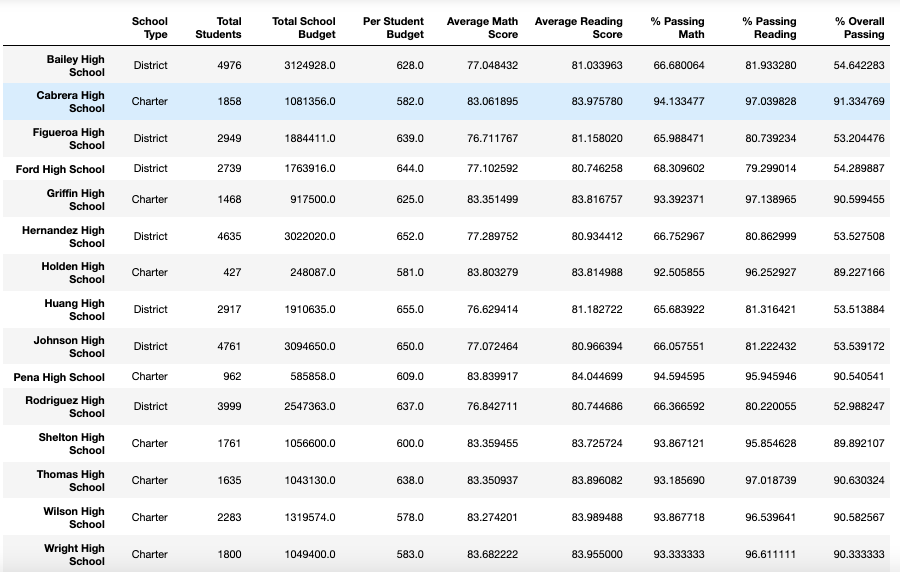 School Type Total Students Total School Budget Per Student Budget Average Math Score Average Reading Score % Passing Math % Passing Reading % Overall Passing
Bailey High School District 4976 3124928.0 628.0 77.048432 81.033963 66.680064 81.933280 54.642283
Cabrera High School Charter 1858 1081356.0 582.0 83.061895 83.975780 94.133477 97.039828 91.334769
Figueroa High School District 2949 1884411.0 639.0 76.711767 81.158020 65.988471 80.739234 53.204476
Ford High School District 2739 1763916.0 644.0 77.102592 80.746258 68.309602 79.299014 54.289887
Griffin High School Charter 1468 917500.0 625.0 83.351499 83.816757 93.392371 97.138965 90.599455
Hernandez High School District 4635 3022020.0 652.0 77.289752 80.934412 66.752967 80.862999 53.527508
Holden High School Charter 427 248087.0 581.0 83.803279 83.814988 92.505855 96.252927 89.227166
Huang High School District 2917 1910635.0 655.0 76.629414 81.182722 65.683922 81.316421 53.513884
Johnson High School District 4761 3094650.0 650.0 77.072464 80.966394 66.057551 81.222432 53.539172
Pena High School Charter 962 585858.0 609.0 83.839917 84.044699 94.594595 95.945946 90.540541
Rodriguez High School District 3999 2547363.0 637.0 76.842711 80.744686 66.366592 80.220055 52.988247
Shelton High School Charter 1761 1056600.0 600.0 83.359455 83.725724 93.867121 95.854628 89.892107
Thomas High School Charter 1635 1043130.0 638.0 83.350937 83.896082 93.185690 97.018739 90.630324
Wilson High School Charter 2283 1319574.0 578.0 83.274201 83.989488 93.867718 96.539641 90.582567
Wright High School Charter 1800 1049400.0 583.0 83.682222 83.955000 93.333333 96.611111 90.333333